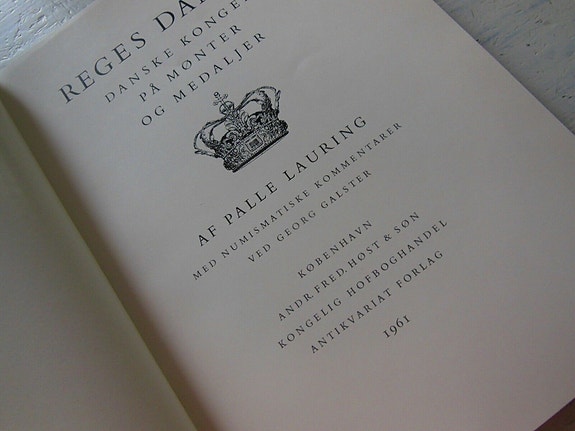 REGES DA
DANSKE KONGE
PÅ MØNTER
OG MEDALJER
AF PALLE LAURING
MED NUMISMATISKE KOMMENTARER
VED GEORG GALSTER
KØBENHAVN
ANDR. FRED. HØST & SØN
KONGELIG HOFBOGHANDEL
ANTIKVARIAT FORLAG
1961